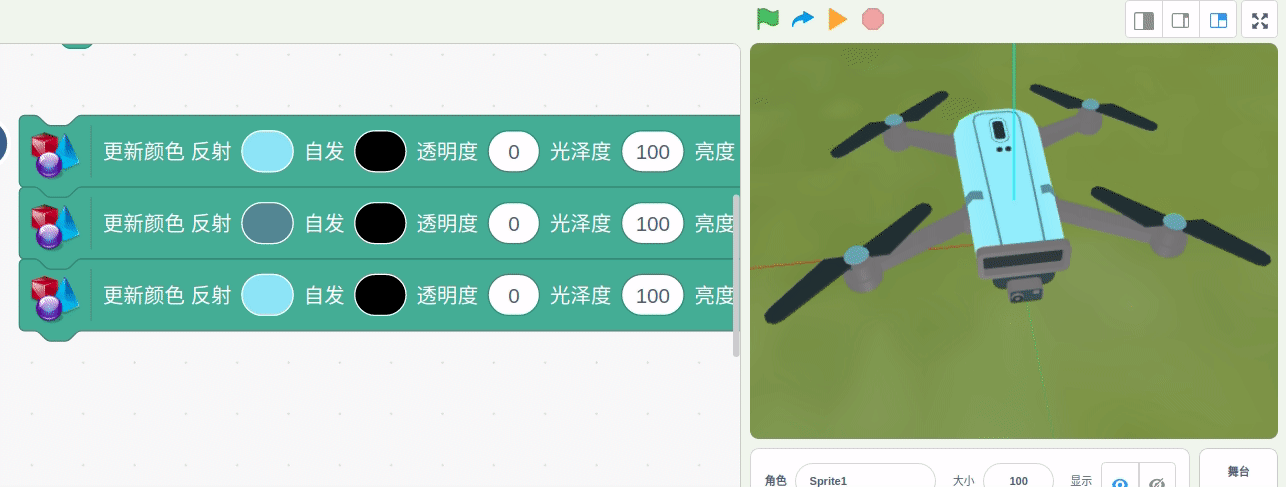 更新颜色 反射 自发 透明度 0 光泽度 100 亮度
更新颜色 反射 自发 透明度 0 光泽度 100 亮度
更新颜色 反射 自发 透明度 0 光泽度 100 亮度
角色 Sprite1 大小 100 显示
舞台